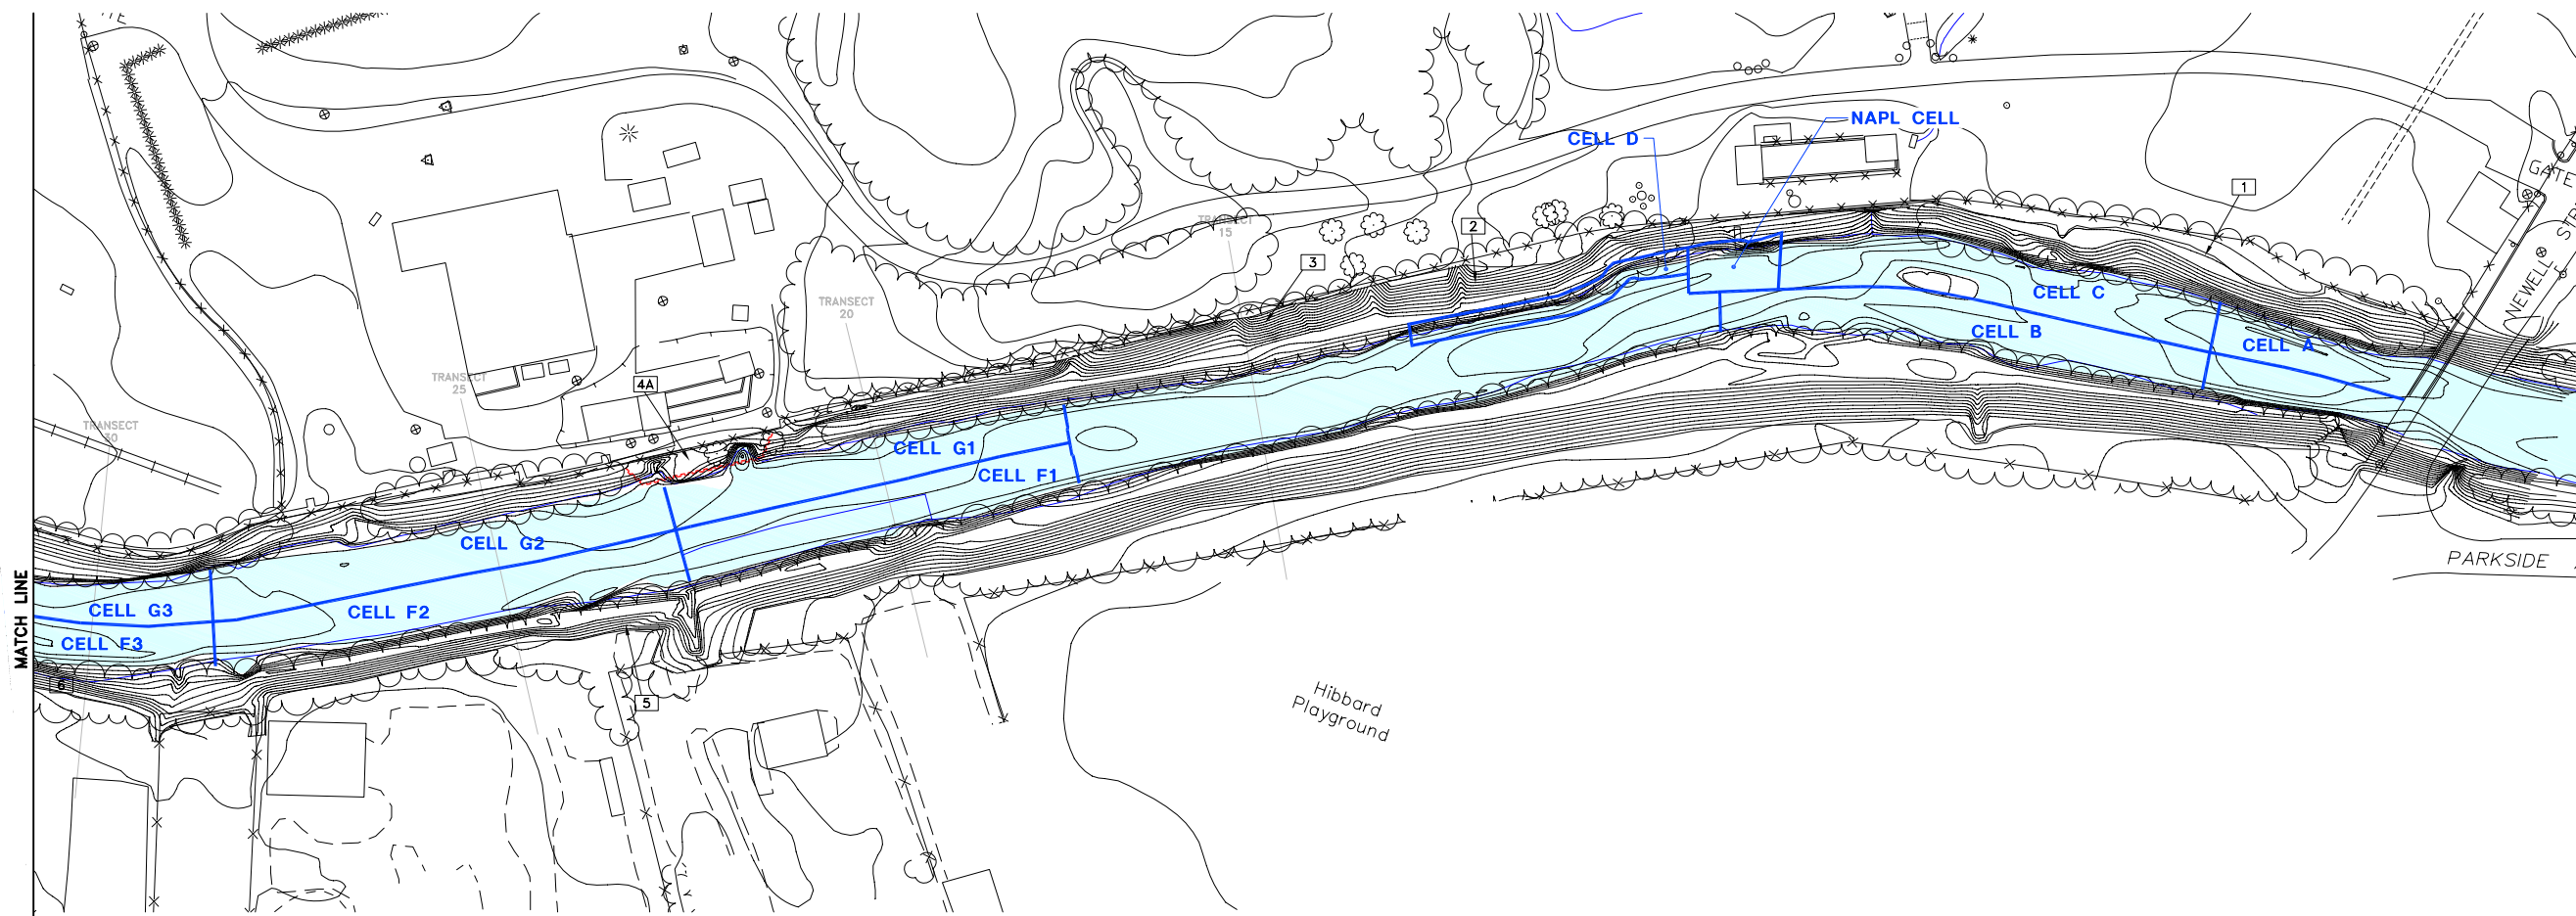 NAPL CELL
CELL D
1
GATE
TRANSECT
15
2
3
NEWELL
CELL C
TRANSECT
20
CELL B
CELL A
TRANSECT
25
4A
TRANSECT
30
CELL G1
CELL F1
CELL G2
PARKSIDE
MATCH LINE
CELL G3
CELL F2
CELL F3
6
5
Hibbard
Playground